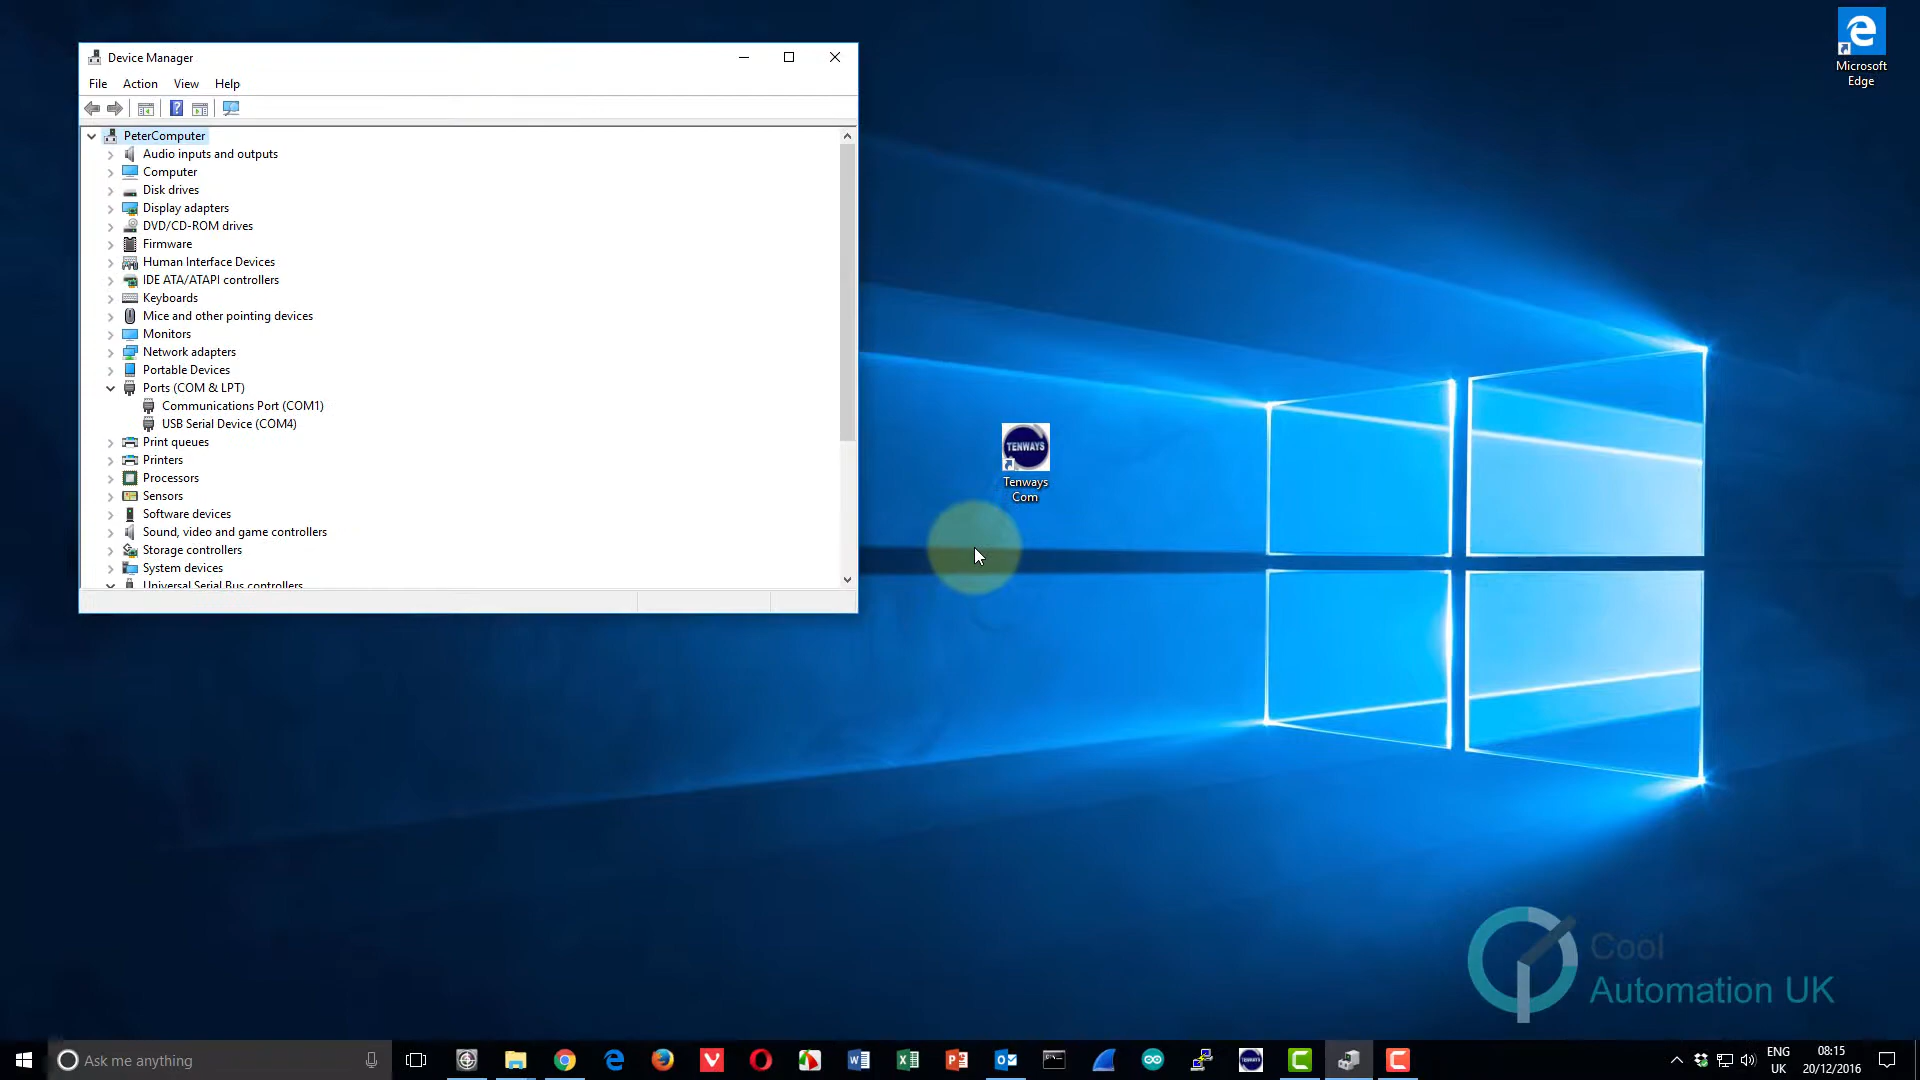 Microsoft
Edge
Device Manager
File Action View Help
PeterComputer
Audio inputs and outputs
Computer
Disk drives
Display adapters
DVD/CD-ROM drives
Firmware
Human Interface Devices
IDE ATA/ATAPI controllers
Keyboards
Mice and other pointing devices
Monitors
Network adapters
Portable Devices
Ports (COM & LPT)
Communications Port (COM1)
USB Serial Device (COM4)
Print queues
Printers
Processors
Sensors
Software devices
Sound, video and game controllers
Storage controllers
System devices
Universal Serial Bus controllers
TENWAYS
Tenways
Com
Cool
Automation UK
Ask me anything
TENWAYS
ENG
UK
08:15
20/12/2016